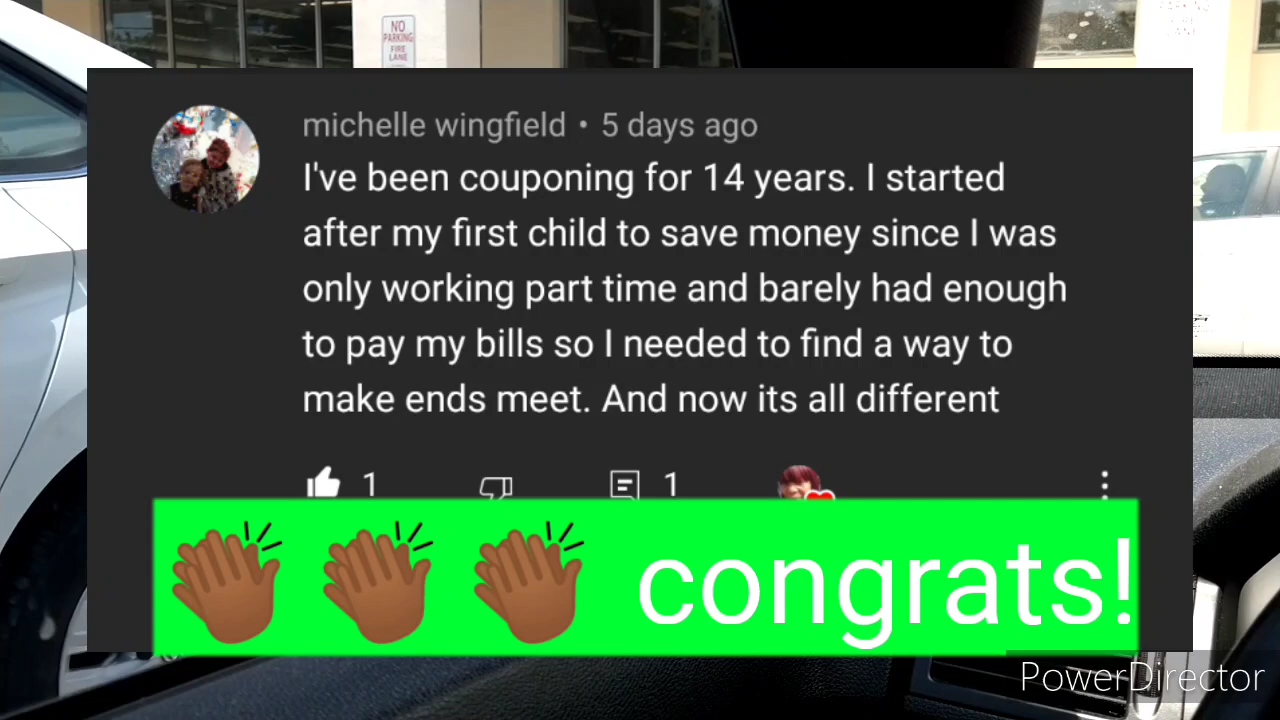 NO
PARKING
FIRE
LANE
michelle wingfield • 5 days ago
I've been couponing for 14 years. I started
after my first child to save money since I was
only working part time and barely had enough
to pay my bills so I needed to find a way to
make ends meet. And now its all different
1 1
congrats!
PowerDirector